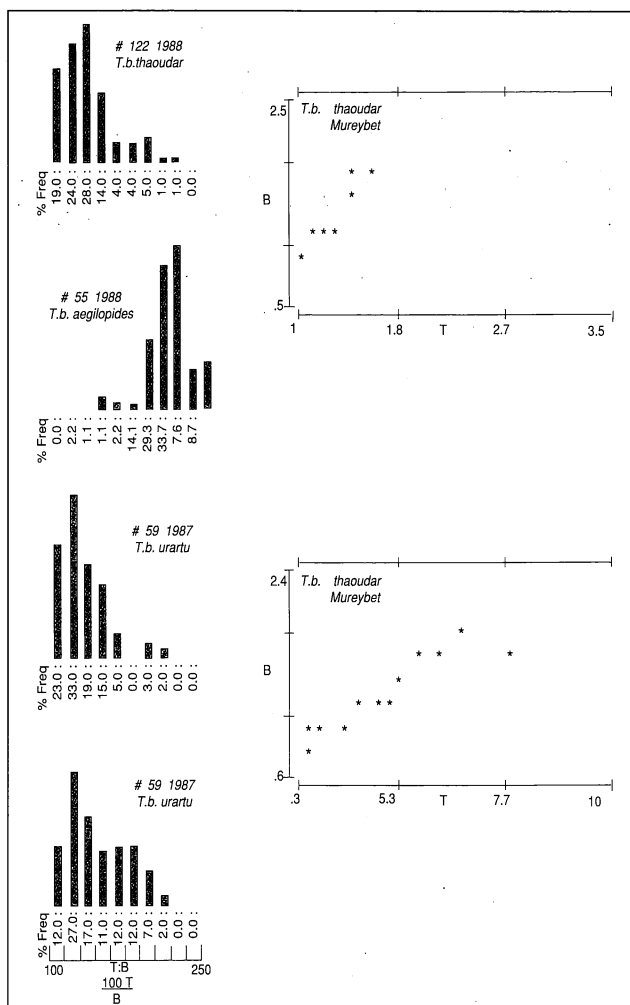 # 122 1988
T.b.thaoudar
% Freq
19.0 :
24.0 :
28.0 :
14.0 :
4.0 :
4.0 :
5.0 :
1.0 :
1.0 :
0.0 :
# 55 1988
T.b. aegilopides
% Freq
0.0 :
2.2 :
1.1 :
1.1 :
2.2 :
14.1 :
29.3 :
33.7 :
7.6 :
8.7 :
# 59 1987
T.b. urartu
% Freq
23.0 :
33.0 :
19.0 :
15.0 :
5.0 :
0.0 :
3.0 :
2.0 :
0.0 :
0.0 :
# 59 1987
T.b. urartu
% Freq
12.0 :
27.0 :
17.0 :
11.0 :
12.0 :
12.0 :
7.0 :
2.0 :
0.0 :
0.0 :
100 T:B 250
100 T
B
2.5
T.b. thaoudar
Mureybet
B
.5
1 1.8 T 2.7 3.5
2.4
T.b. thaoudar
Mureybet
B
.6
.3 5.3 T 7.7 10